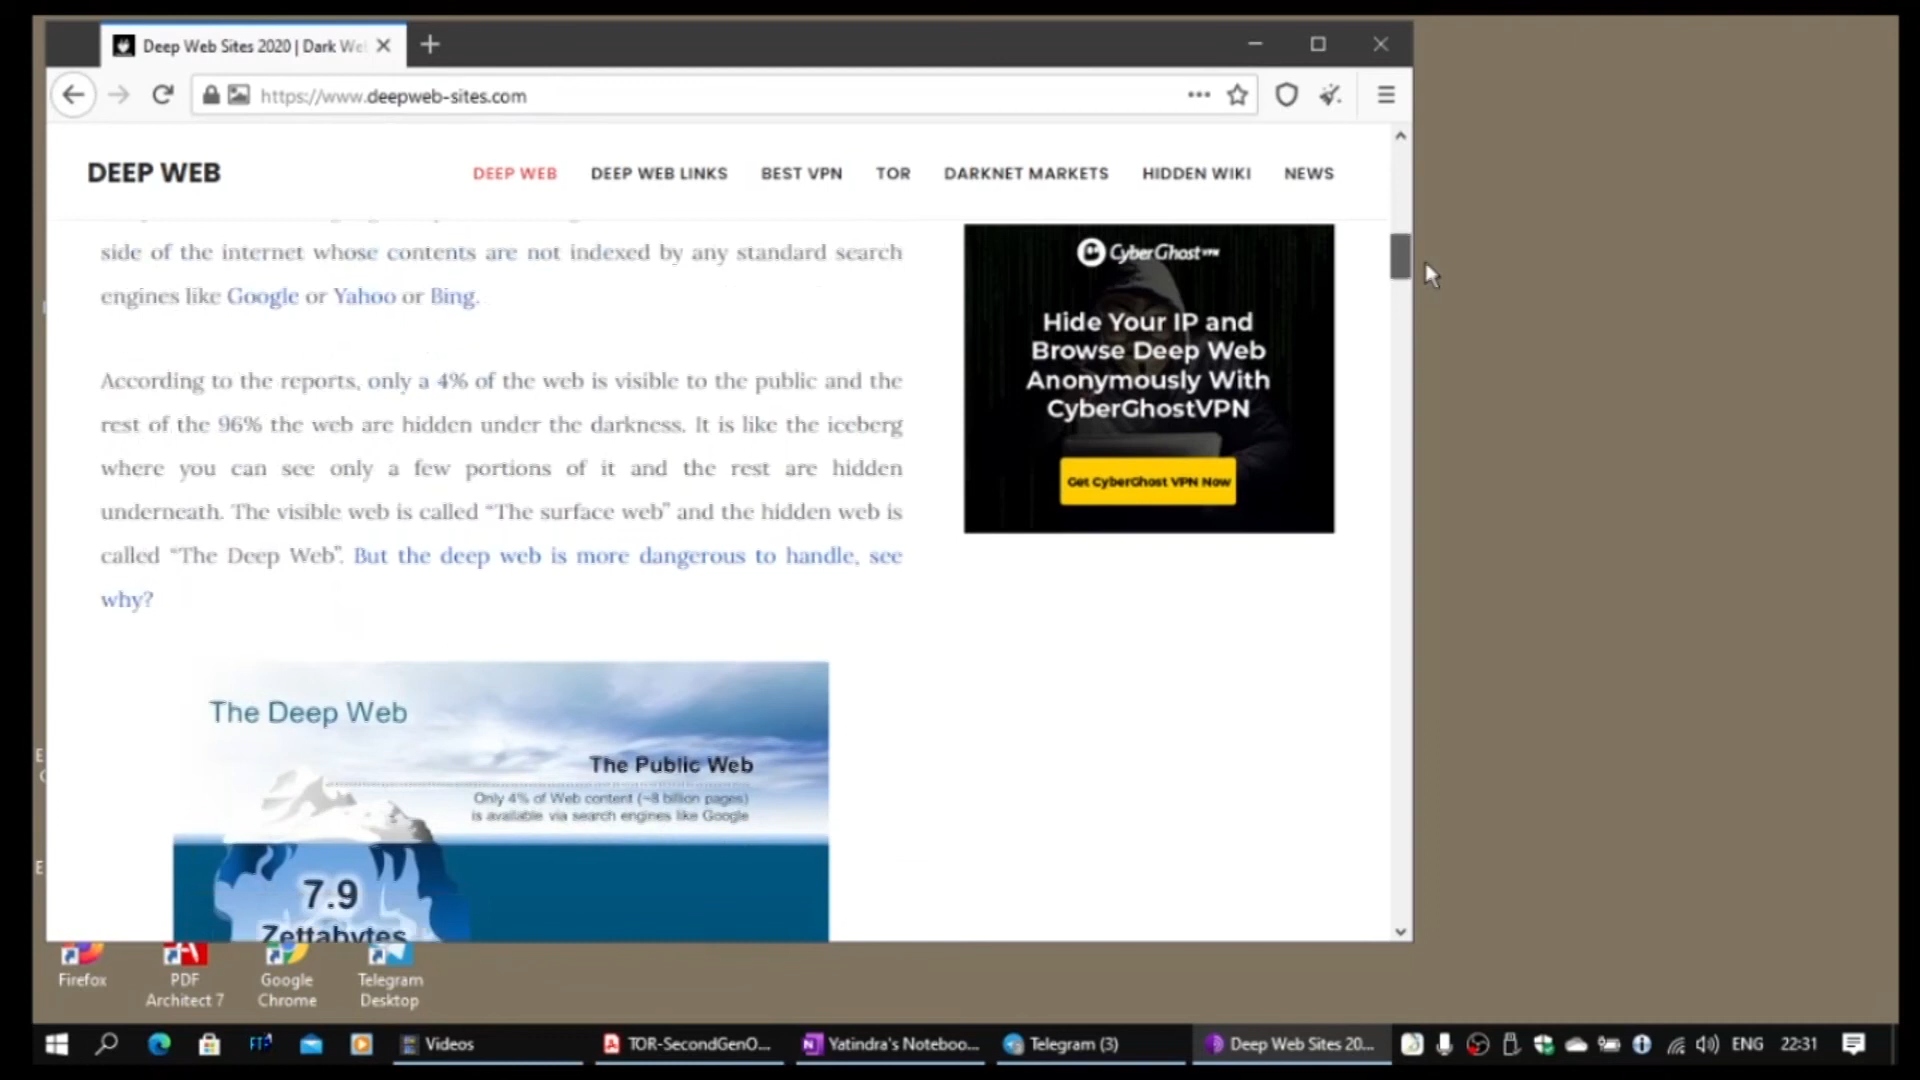 Deep Web Sites 2020 | Dark We
https://www.deepweb-sites.com
DEEP WEB
DEEP WEB
DEEP WEB LINKS
BEST VPN
TOR
DARKNET MARKETS
HIDDEN WIKI
NEWS
side of the internet whose contents are not indexed by any standard search
engines like Google or Yahoo or Bing.
According to the reports, only a 4% of the web is visible to the public and the
rest of the 96% the web are hidden under the darkness. It is like the iceberg
where you can see only a few portions of it and the rest are hidden
underneath. The visible web is called “The surface web” and the hidden web is
called “The Deep Web”. But the deep web is more dangerous to handle, see
why?
CyberGhost VPN
Hide Your IP and
Browse Deep Web
Anonymously With
CyberGhostVPN
Get CyberGhost VPN Now
The Deep Web
The Public Web
Only 4% of Web content (~8 billion pages)
is available via search engines like Google
7.9
Zettabytes
Firefox
PDF
Architect 7
Google
Chrome
Telegram
Desktop
Videos
TOR-SecondGenO...
Yatindra's Noteboo...
Telegram (3)
Deep Web Sites 20...
ENG
22:31